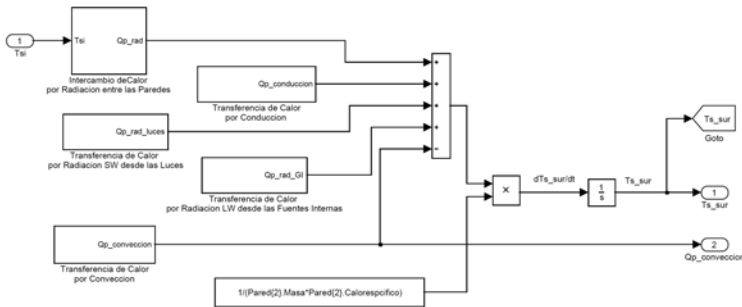 1
Tsi
Tsi
Qp_rad
Intercambio deCalor
por Radiacion entre las Paredes
Qp_conduccion
Transferencia de Calor
por Conduccion
Qp_rad_luces
Transferencia de Calor
por Radiacion SW desde las Luces
Qp_rad_GI
Transferencia de Calor
por Radiacion LW desde las Fuentes Internas
Qp_conveccion
Transferencia de Calor
por Conveccion
+
+
+
+
−
×
1/(Pared{2}.Masa*Pared{2}.Calorespcifico)
dTs_sur/dt
1
s
Ts_sur
Ts_sur
Goto
1
Ts_sur
2
Qp_conveccion